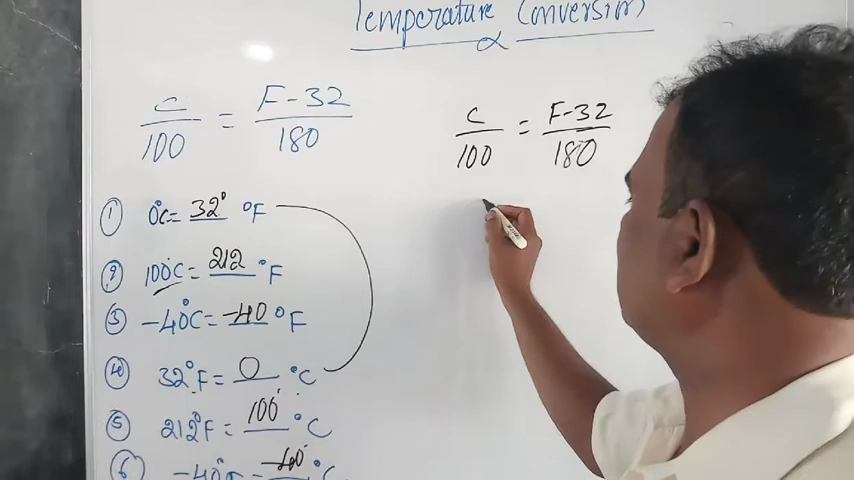 Temperature Conversion
C/100 = F-32/180
① 0°C = 32° °F
② 100°C = 212 °F
③ -40°C = -40 °F
④ 32°F = 0 °C
⑤ 212°F = 100° °C
⑥ -40°F = -40° °C
C/100 = F-32/180